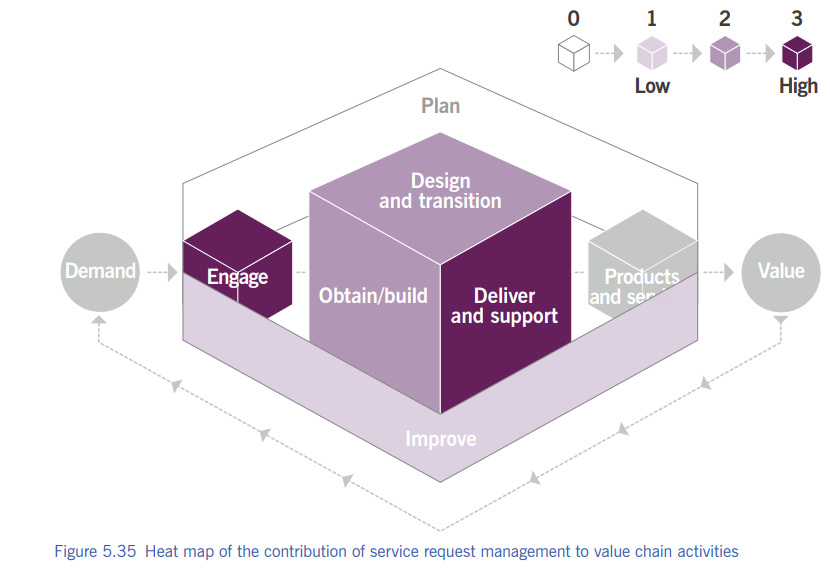 0 1 2 3
Low High
Plan
Design
and transition
Demand
Engage
Obtain/build
Deliver
and support
Products
and
Value
Improve
Figure 5.35 Heat map of the contribution of service request management to value chain activities